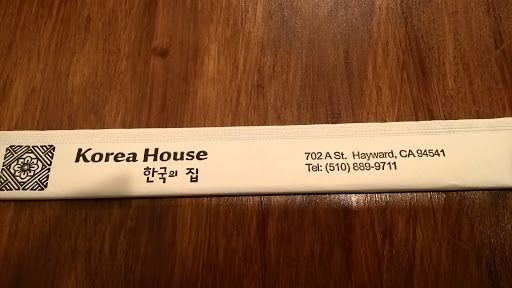 Korea House
한국의 집
702 A St. Hayward, CA 94541
Tel: (510) 889-9711